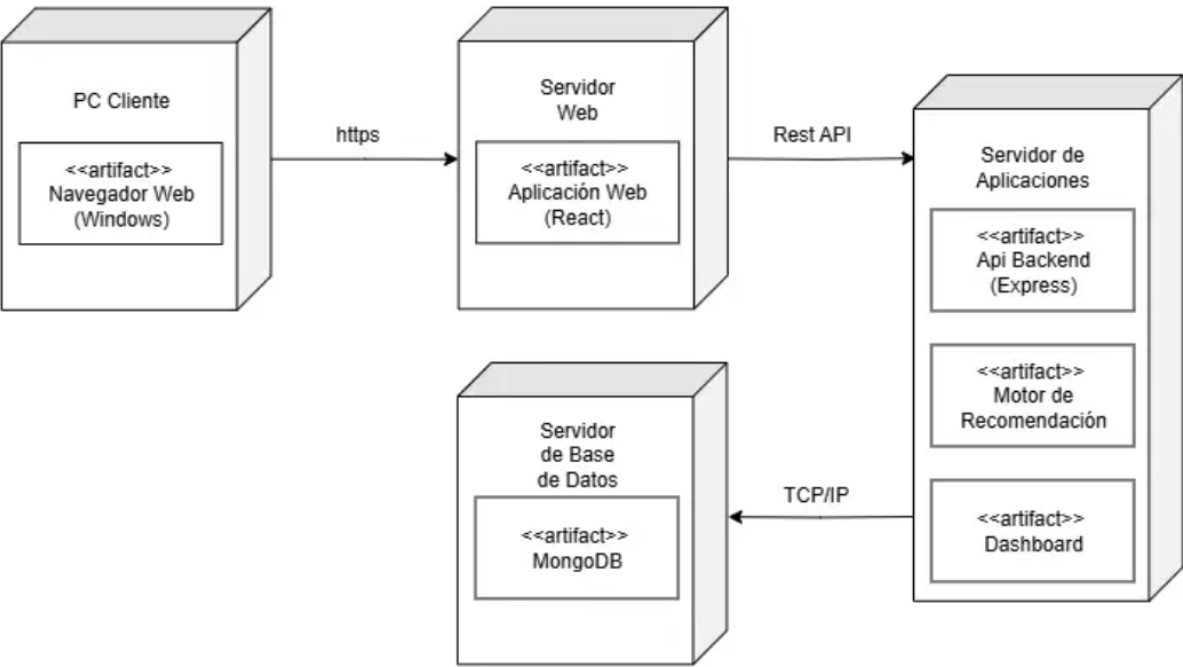 PC Cliente
<<artifact>>
Navegador Web
(Windows)
https
Servidor
Web
<<artifact>>
Aplicación Web
(React)
Rest API
Servidor de
Aplicaciones
<<artifact>>
Api Backend
(Express)
<<artifact>>
Motor de
Recomendación
<<artifact>>
Dashboard
TCP/IP
Servidor
de Base
de Datos
<<artifact>>
MongoDB